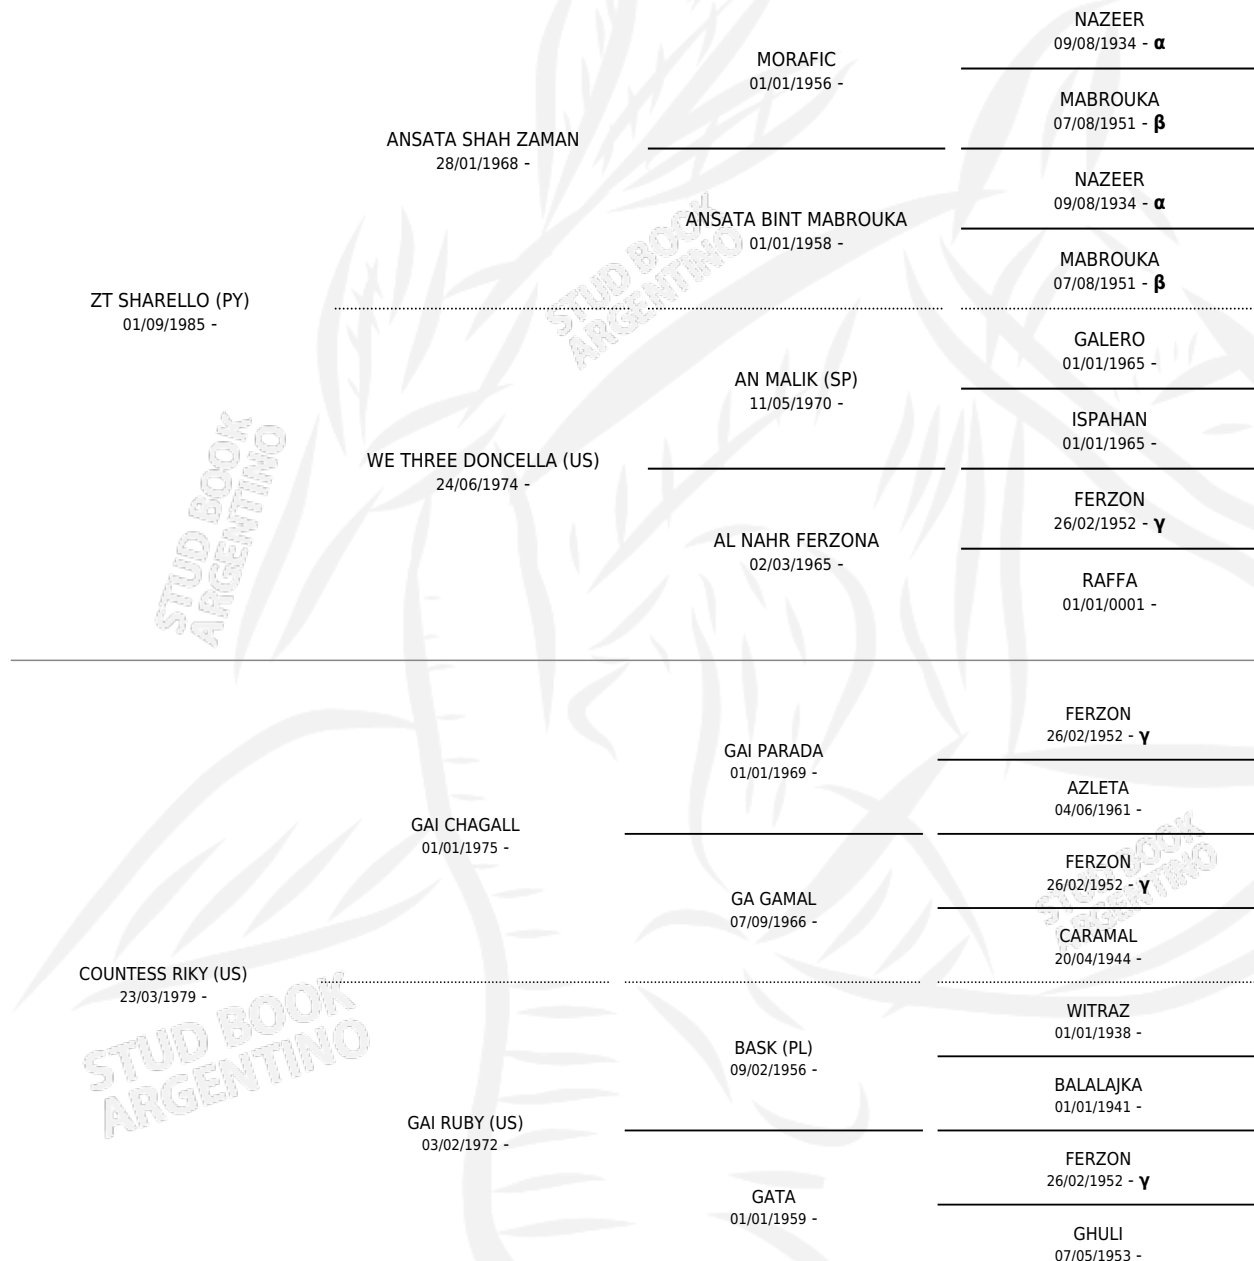 NAZEER
09/08/1934 - α
MORAFIC
01/01/1956 -
MABROUKA
07/08/1951 - β
ANSATA SHAH ZAMAN
28/01/1968 -
NAZEER
09/08/1934 - α
ANSATA BINT MABROUKA
01/01/1958 -
MABROUKA
07/08/1951 - β
ZT SHARELLO (PY)
01/09/1985 -
GALERO
01/01/1965 -
AN MALIK (SP)
11/05/1970 -
ISPAHAN
01/01/1965 -
WE THREE DONCELLA (US)
24/06/1974 -
FERZON
26/02/1952 - γ
AL NAHR FERZONA
02/03/1965 -
RAFFA
01/01/0001 -
FERZON
26/02/1952 - γ
GAI PARADA
01/01/1969 -
AZLETA
04/06/1961 -
GAI CHAGALL
01/01/1975 -
FERZON
26/02/1952 - γ
GA GAMAL
07/09/1966 -
CARAMAL
20/04/1944 -
COUNTESS RIKY (US)
23/03/1979 -
WITRAZ
01/01/1938 -
BASK (PL)
09/02/1956 -
BALALAJKA
01/01/1941 -
GAI RUBY (US)
03/02/1972 -
FERZON
26/02/1952 - γ
GATA
01/01/1959 -
GHULI
07/05/1953 -
STUD BOOK
ARGENTINO
STUD BOOK
ARGENTINO
STUD BOOK
ARGENTINO
STUD BOOK
ARGENTINO